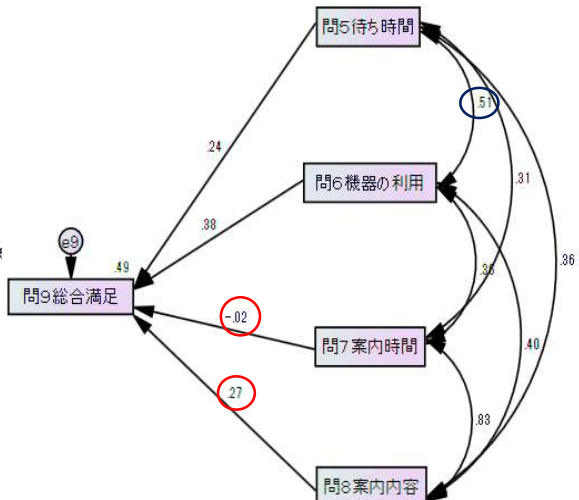 問5待ち時間
.51
.24
.31
問6機器の利用
.38
e9
.49
.36
.36
問9総合満足
-.02
問7案内時間
.40
.27
.83
問8案内内容